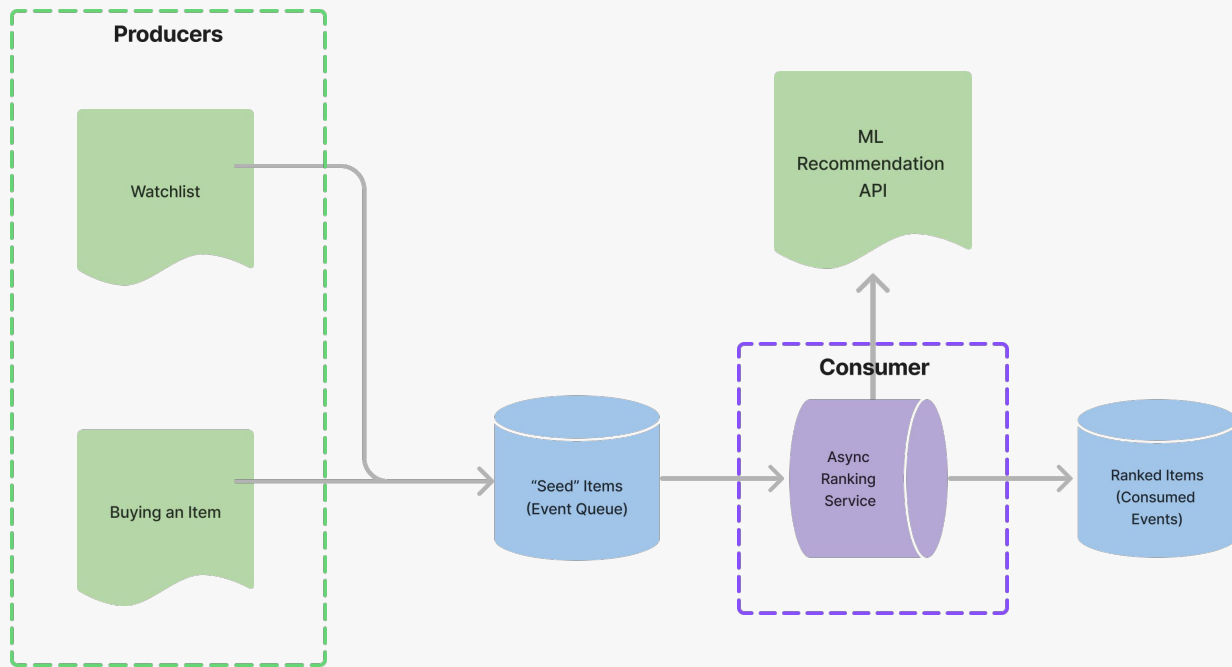 Producers
Watchlist
Buying an Item
“Seed” Items
(Event Queue)
ML
Recommendation
API
Consumer
Async
Ranking
Service
Ranked Items
(Consumed
Events)